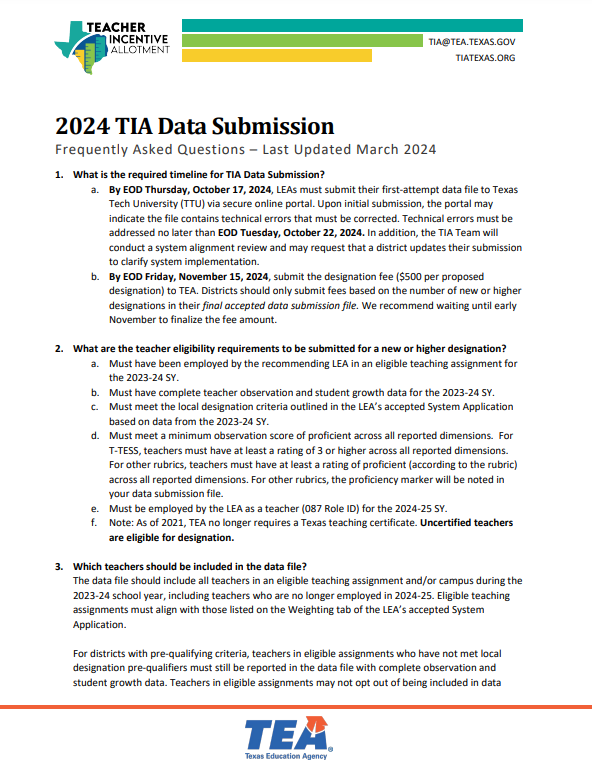 TEACHER
INCENTIVE
ALLOTMENT
TIA@TEA.TEXAS.GOV
TIATEXAS.ORG
2024 TIA Data Submission
Frequently Asked Questions – Last Updated March 2024
1. What is the required timeline for TIA Data Submission?
a. By EOD Thursday, October 17, 2024, LEAs must submit their first-attempt data file to Texas
Tech University (TTU) via secure online portal. Upon initial submission, the portal may
indicate the file contains technical errors that must be corrected. Technical errors must be
addressed no later than EOD Tuesday, October 22, 2024. In addition, the TIA Team will
conduct a system alignment review and may request that a district updates their submission
to clarify system implementation.
b. By EOD Friday, November 15, 2024, submit the designation fee ($500 per proposed
designation) to TEA. Districts should only submit fees based on the number of new or higher
designations in their final accepted data submission file. We recommend waiting until early
November to finalize the fee amount.
2. What are the teacher eligibility requirements to be submitted for a new or higher designation?
a. Must have been employed by the recommending LEA in an eligible teaching assignment for
the 2023-24 SY.
b. Must have complete teacher observation and student growth data for the 2023-24 SY.
c. Must meet the local designation criteria outlined in the LEA's accepted System Application
based on data from the 2023-24 SY.
d. Must meet a minimum observation score of proficient across all reported dimensions. For
T-TESS, teachers must have at least a rating of 3 or higher across all reported dimensions.
For other rubrics, teachers must have at least a rating of proficient (according to the rubric)
across all reported dimensions. For other rubrics, the proficiency marker will be noted in
your data submission file.
e. Must be employed by the LEA as a teacher (087 Role ID) for the 2024-25 SY.
f. Note: As of 2021, TEA no longer requires a Texas teaching certificate. Uncertified teachers
are eligible for designation.
3. Which teachers should be included in the data file?
The data file should include all teachers in an eligible teaching assignment and/or campus during the
2023-24 school year, including teachers who are no longer employed in 2024-25. Eligible teaching
assignments must align with those listed on the Weighting tab of the LEA's accepted System
Application.
For districts with pre-qualifying criteria, teachers in eligible assignments who have not met local
designation pre-qualifiers must still be reported in the data file with complete observation and
student growth data. Teachers in eligible assignments may not opt out of being included in data
TEA®
Texas Education Agency